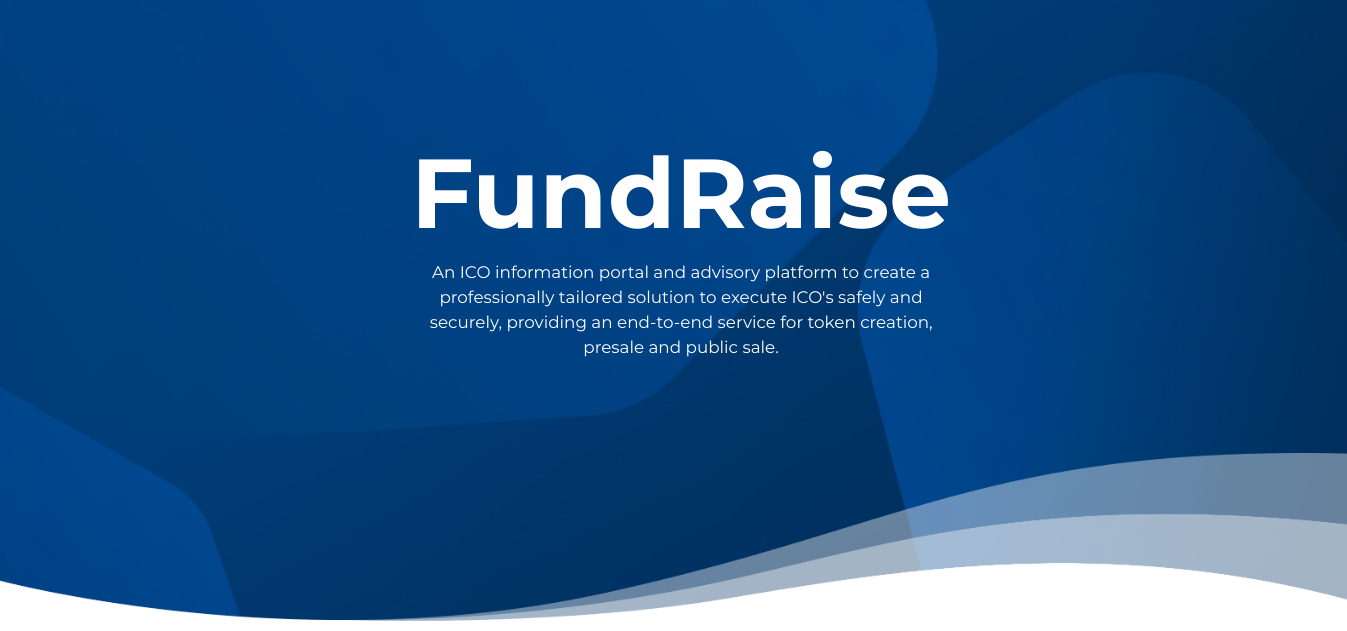 FundRaise
An ICO information portal and advisory platform to create a
professionally tailored solution to execute ICO's safely and
securely, providing an end-to-end service for token creation,
presale and public sale.